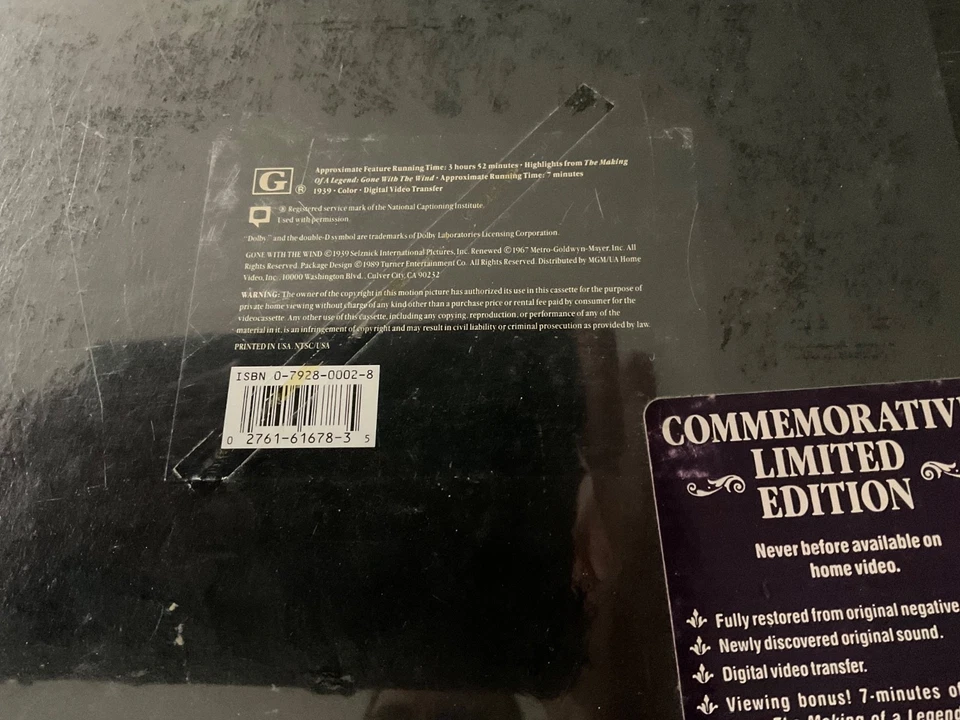 G ®
Approximate Feature Running Time: 3 hours 52 minutes • Highlights from The Making
Of A Legend: Gone With The Wind • Approximate Running Time: 7 minutes
1939 • Color • Digital Video Transfer
® Registered service mark of the National Captioning Institute.
Used with permission.
"Dolby" and the double-D symbol are trademarks of Dolby Laboratories Licensing Corporation.
GONE WITH THE WIND ©1939 Selznick International Pictures, Inc. Renewed ©1967 Metro-Goldwyn-Mayer, Inc. All
Rights Reserved. Package Design ©1989 Turner Entertainment Co. All Rights Reserved. Distributed by MGM/UA Home
Video, Inc., 10000 Washington Blvd., Culver City, CA 90232
WARNING: The owner of the copyright in this motion picture has authorized its use in this cassette for the purpose of
private home viewing without charge of any kind other than a purchase price or rental fee paid by consumer for the
videocassette. Any other use of this cassette, including any copying, reproduction, or performance of any of the
material in it, is an infringement of copyright and may result in civil liability or criminal prosecution as provided by law.
PRINTED IN USA. NTSC/USA
ISBN 0-7928-0002-8
0 2761-61678-3 5
COMMEMORATIV
LIMITED
EDITION
Never before available on
home video.
Fully restored from original negative
Newly discovered original sound.
Digital video transfer.
Viewing bonus! 7-minutes of
The Making of a Legend